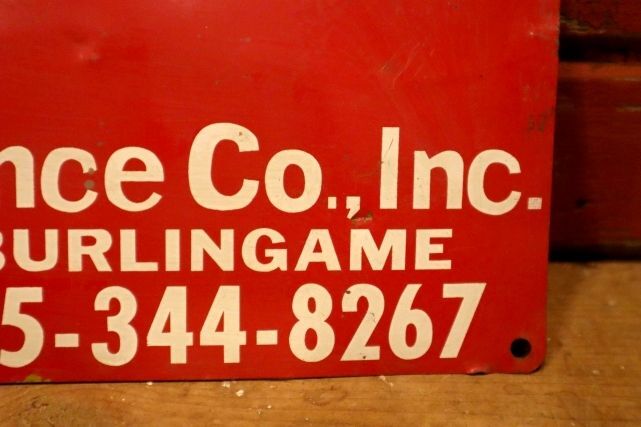 nce Co., Inc.
BURLINGAME
5-344-8267